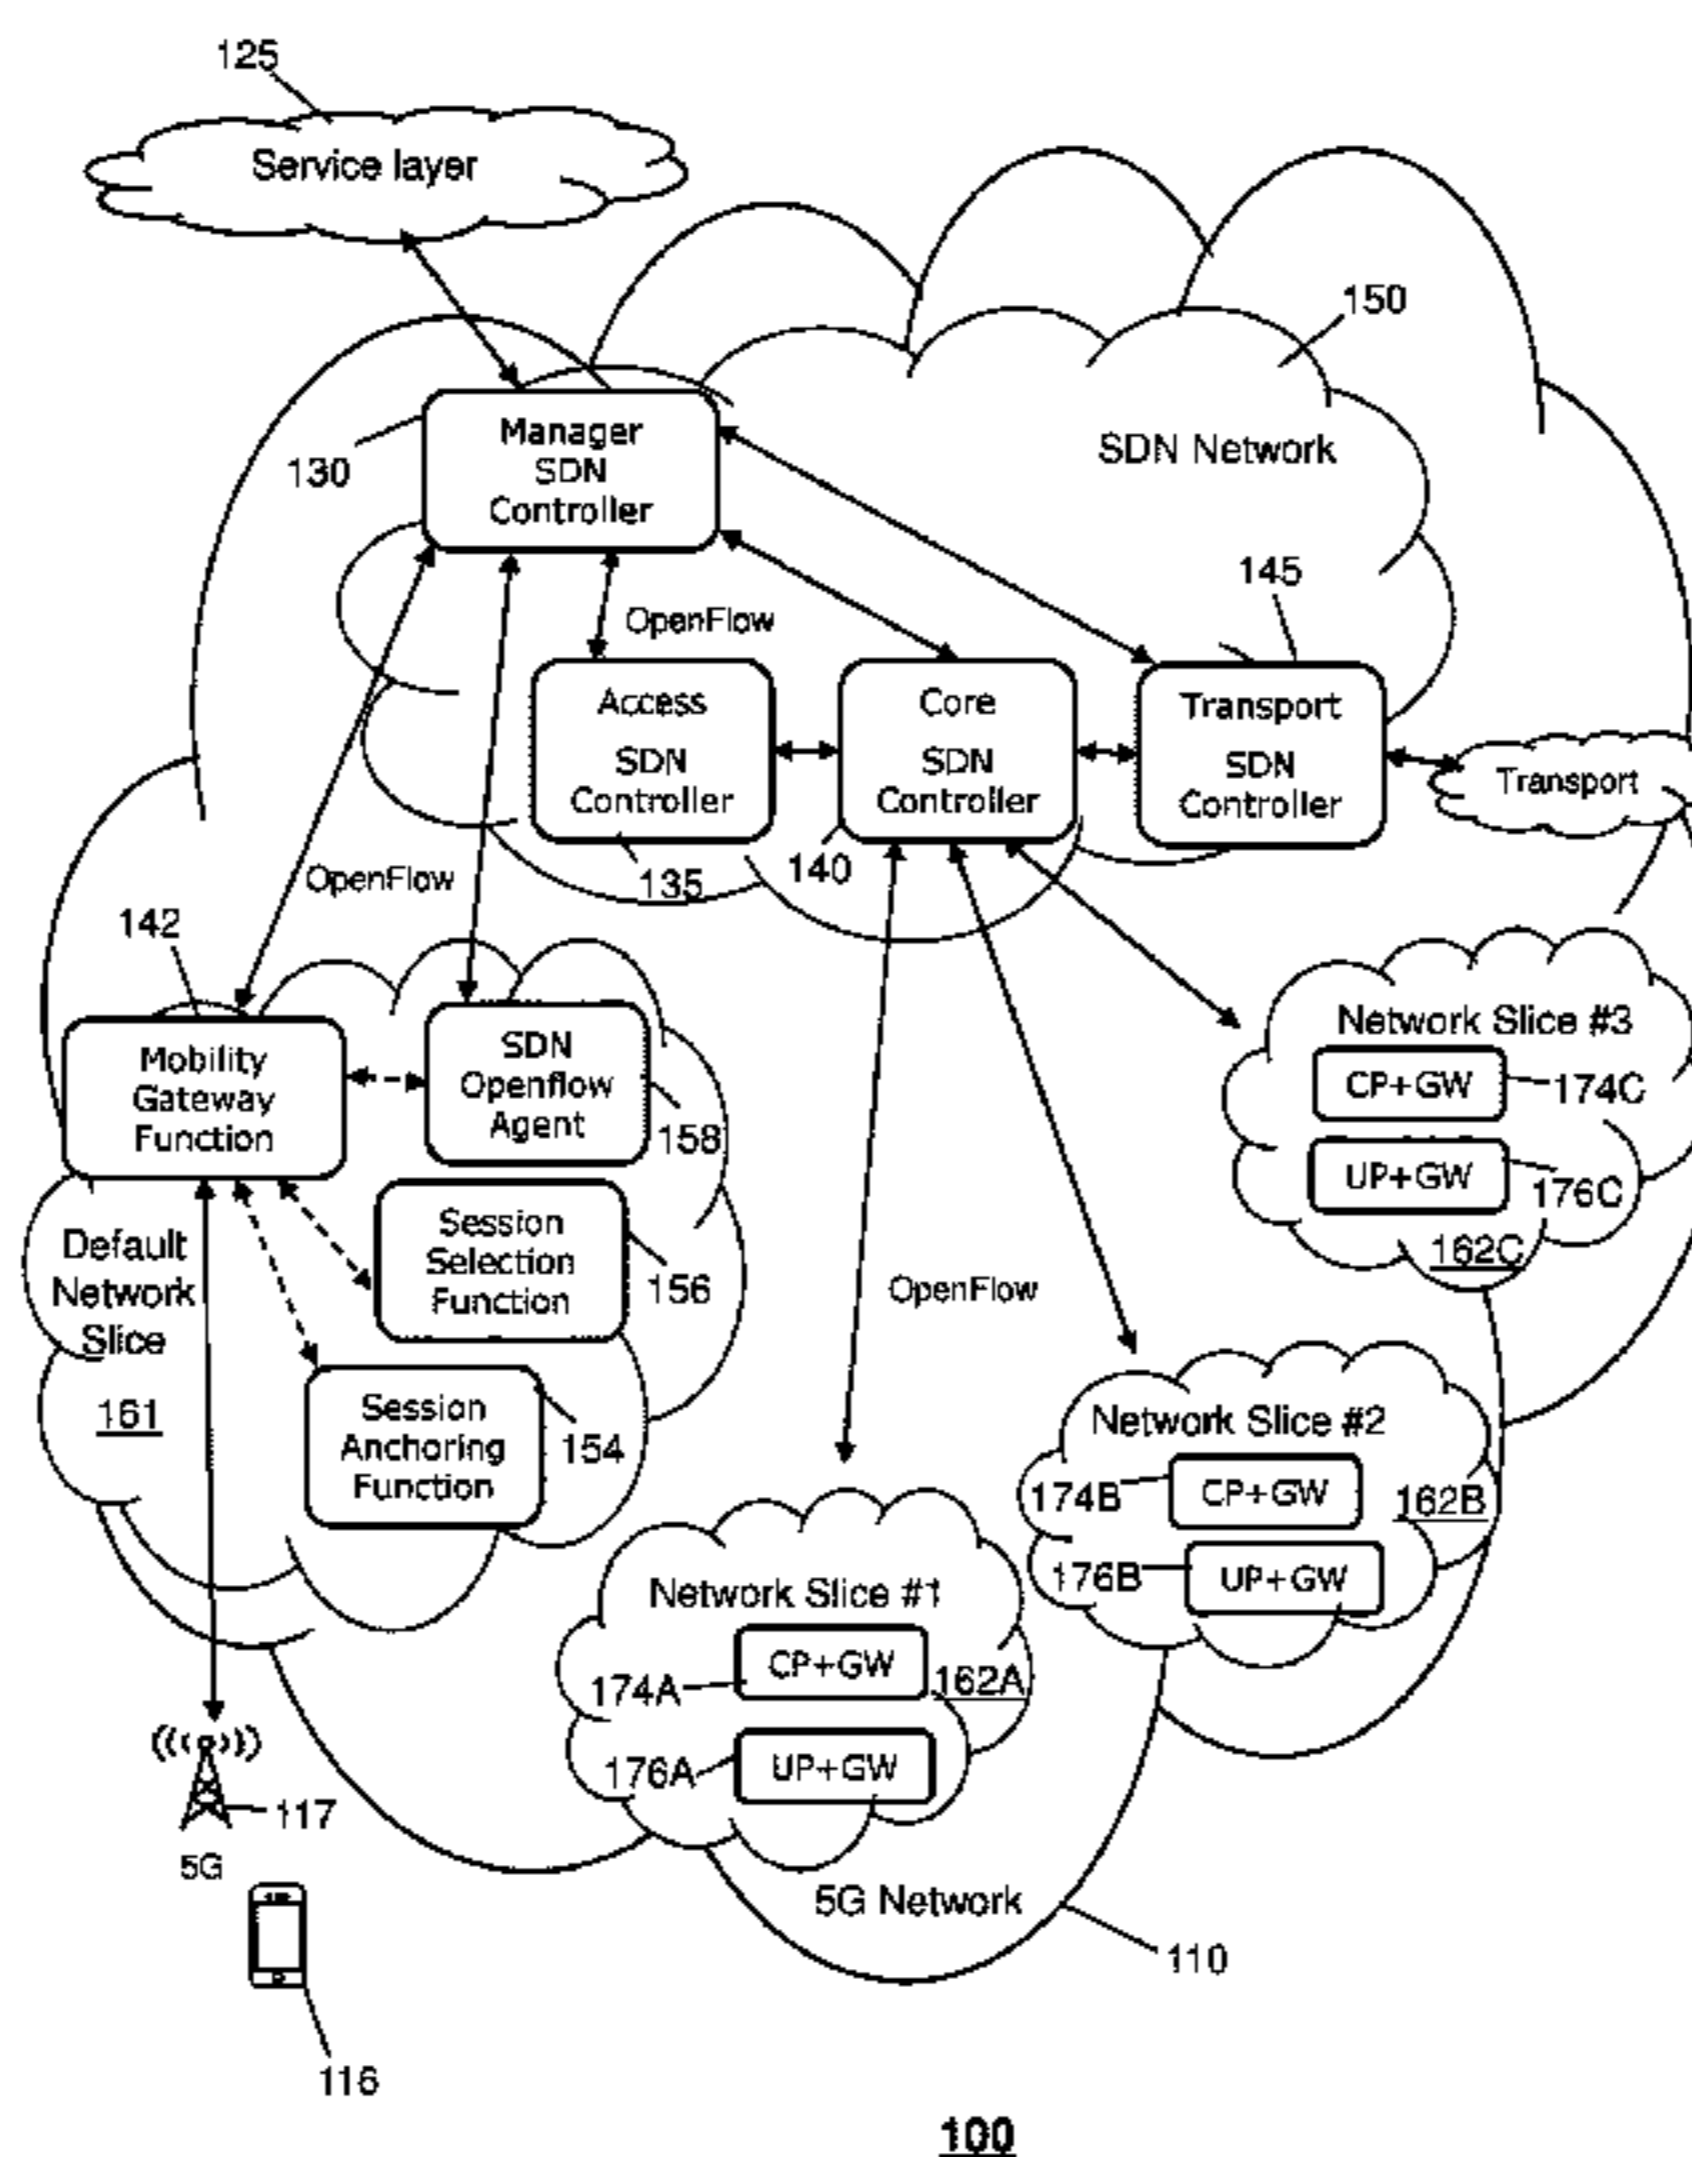 125
Service layer
150
Manager
SDN
Controller
130
SDN Network
145
OpenFlow
Access
SDN
Controller
Core
SDN
Controller
Transport
SDN
Controller
Transport
135
140
OpenFlow
142
Mobility
Gateway
Function
SDN
Openflow
Agent
158
Network Slice #3
CP+GW
174C
UP+GW
176C
162C
Session
Selection
Function
156
Default
Network
Slice
161
OpenFlow
Session
Anchoring
Function
154
Network Slice #2
174B
CP+GW
162B
176B
UP+GW
Network Slice #1
CP+GW
174A
162A
176A
UP+GW
117
5G
5G Network
110
116
100